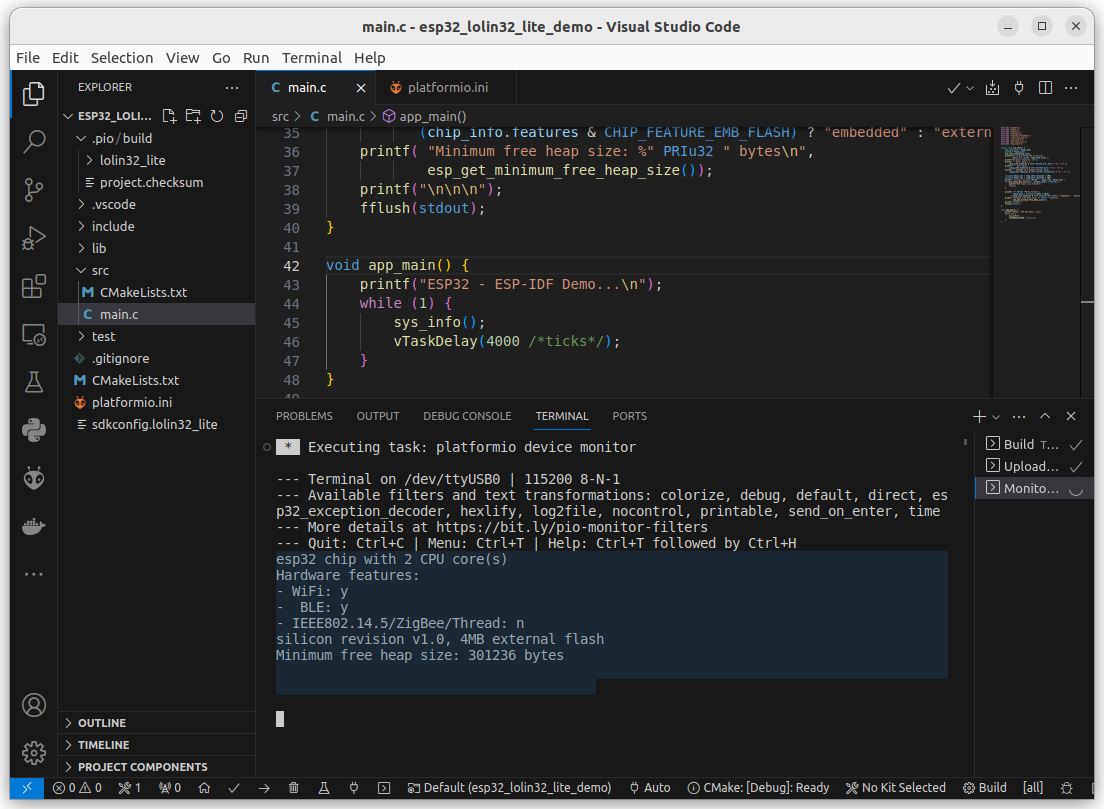 main.c - esp32_lolin32_lite_demo - Visual Studio Code
File Edit Selection View Go Run Terminal Help
EXPLORER
ESP32_LOLI...
.pio/build
lolin32_lite
project.checksum
.vscode
include
lib
src
CMakeLists.txt
main.c
test
.gitignore
CMakeLists.txt
platformio.ini
sdkconfig.lolin32_lite
OUTLINE
TIMELINE
PROJECT COMPONENTS
C main.c
platformio.ini
src > C main.c > app_main()
35 (chip_info.features & CHIP_FEATURE_EMB_FLASH) ? "embedded" : "extern
36 printf( "Minimum free heap size: %" PRIu32 " bytes\n",
37 esp_get_minimum_free_heap_size());
38 printf("\n\n\n");
39 fflush(stdout);
40 }
41
42 void app_main() {
43 printf("ESP32 - ESP-IDF Demo...\n");
44 while (1) {
45 sys_info();
46 vTaskDelay(4000 /*ticks*/);
47 }
48 }
PROBLEMS OUTPUT DEBUG CONSOLE TERMINAL PORTS
* Executing task: platformio device monitor
--- Terminal on /dev/ttyUSB0 | 115200 8-N-1
--- Available filters and text transformations: colorize, debug, default, direct, es
p32_exception_decoder, hexlify, log2file, nocontrol, printable, send_on_enter, time
--- More details at https://bit.ly/pio-monitor-filters
--- Quit: Ctrl+C | Menu: Ctrl+T | Help: Ctrl+T followed by Ctrl+H
esp32 chip with 2 CPU core(s)
Hardware features:
- WiFi: y
-  BLE: y
- IEEE802.14.5/ZigBee/Thread: n
silicon revision v1.0, 4MB external flash
Minimum free heap size: 301236 bytes
Build T...
Upload...
Monito...
0 0 1 0 Default (esp32_lolin32_lite_demo) Auto CMake: [Debug]: Ready No Kit Selected Build [all]